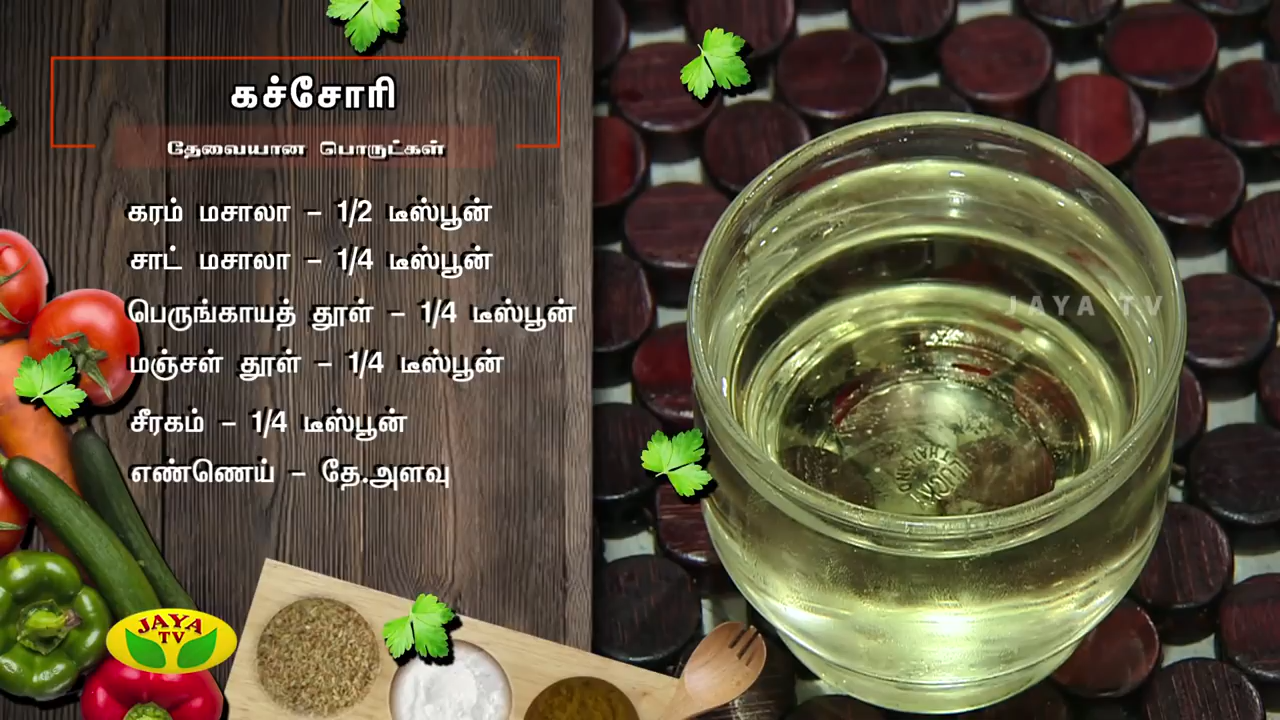 கச்சோரி
தேவையான பொருட்கள்
கரம் மசாலா – 1/2 டீஸ்பூன்
சாட் மசாலா – 1/4 டீஸ்பூன்
பெருங்காயத் தூள் – 1/4 டீஸ்பூன்
மஞ்சள் தூள் – 1/4 டீஸ்பூன்
சீரகம் – 1/4 டீஸ்பூன்
எண்ணெய் – தே.அளவு
JAYA TV
JAYA
TV
THAILAND